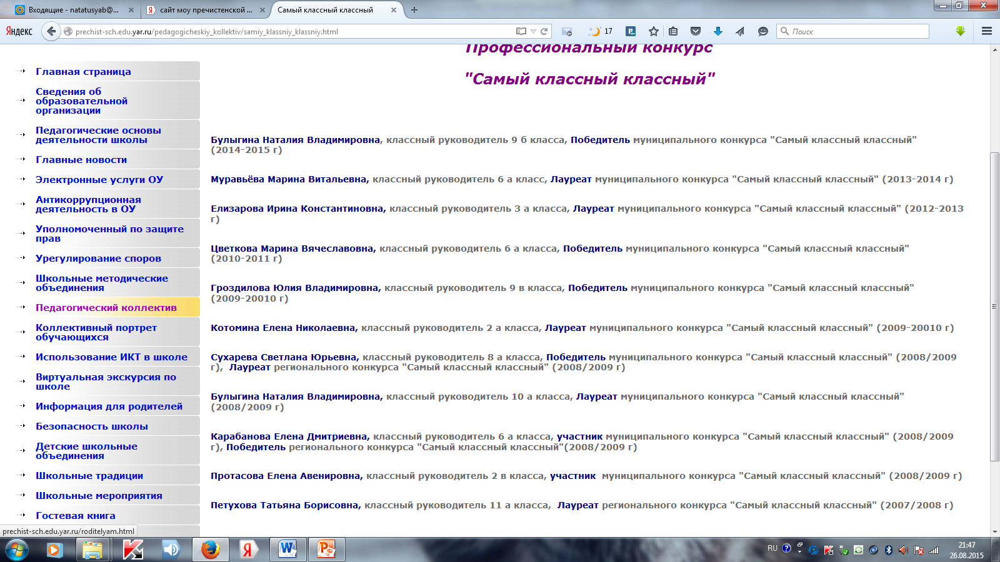 Входящие - natatusyab@...
сайт моу пречистенской ...
Самый классный классный
Яндекс
prechist-sch.edu.yar.ru/pedagogicheskiy_kollektiv/samiy_klassniy_klassniy.html
17
Поиск
Профессиональный конкурс
"Самый классный классный"
Главная страница
Сведения об
образовательной
организации
Педагогические основы
деятельности школы
Главные новости
Электронные услуги ОУ
Антикоррупционная
деятельность в ОУ
Уполномоченный по защите
прав
Урегулирование споров
Школьные методические
объединения
Педагогический коллектив
Коллективный портрет
обучающихся
Использование ИКТ в школе
Виртуальная экскурсия по
школе
Информация для родителей
Безопасность школы
Детские школьные
объединения
Школьные традиции
Школьные мероприятия
Гостевая книга
Булыгина Наталия Владимировна, классный руководитель 9 б класса, Победитель муниципального конкурса "Самый классный классный"
(2014-2015 г)
Муравьёва Марина Витальевна, классный руководитель 6 а класс, Лауреат муниципального конкурса "Самый классный классный" (2013-2014 г)
Елизарова Ирина Константиновна, классный руководитель 3 а класса, Лауреат муниципального конкурса "Самый классный классный" (2012-2013
г)
Цветкова Марина Вячеславовна, классный руководитель 6 а класса, Победитель муниципального конкурса "Самый классный классный"
(2010-2011 г)
Гроздилова Юлия Владимировна, классный руководитель 9 в класса, Победитель муниципального конкурса "Самый классный классный"
(2009-20010 г)
Котомина Елена Николаевна, классный руководитель 2 а класса, Лауреат муниципального конкурса "Самый классный классный" (2009-20010 г)
Сухарева Светлана Юрьевна, классный руководитель 8 а класса, Победитель муниципального конкурса "Самый классный классный" (2008/2009
г), Лауреат регионального конкурса "Самый классный классный" (2008/2009 г)
Булыгина Наталия Владимировна, классный руководитель 10 а класса, Лауреат муниципального конкурса "Самый классный классный"
(2008/2009 г)
Карабанова Елена Дмитриевна, классный руководитель 6 а класса, участник муниципального конкурса "Самый классный классный" (2008/2009
г), Победитель регионального конкурса "Самый классный классный"(2008/2009 г)
Протасова Елена Авенировна, классный руководитель 2 в класса, участник муниципального конкурса "Самый классный классный" (2008/2009 г)
Петухова Татьяна Борисовна, классный руководитель 11 а класса, Лауреат регионального конкурса "Самый классный классный" (2007/2008 г)
prechist-sch.edu.yar.ru/roditelyam.html
RU
21:47
26.08.2015